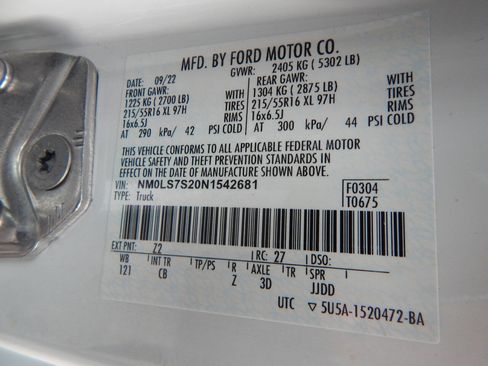 MFD. BY FORD MOTOR CO.
DATE: 09/22 GVWR: 2405 KG ( 5302 LB)
FRONT GAWR: REAR GAWR:
1225 KG ( 2700 LB) WITH 1304 KG ( 2875 LB) WITH
215/55R16 XL 97H TIRES 215/55R16 XL 97H TIRES
16x6.5J RIMS 16x6.5J RIMS
AT 290 kPa/ 42 PSI COLD AT 300 kPa/ 44 PSI COLD
THIS VEHICLE CONFORMS TO ALL APPLICABLE FEDERAL MOTOR
VEHICLE SAFETY AND THEFT PREVENTION STANDARDS IN
EFFECT ON THE DATE OF MANUFACTURE SHOWN ABOVE.
VIN: NM0LS7S20N1542681 F0304
TYPE: Truck T0675
EXT PNT: Z2 RC: 27 DSO:
WB INT TR TP/PS R AXLE TR SPR
121 CB Z 3D JJDD
UTC ▽ 5U5A-1520472-BA